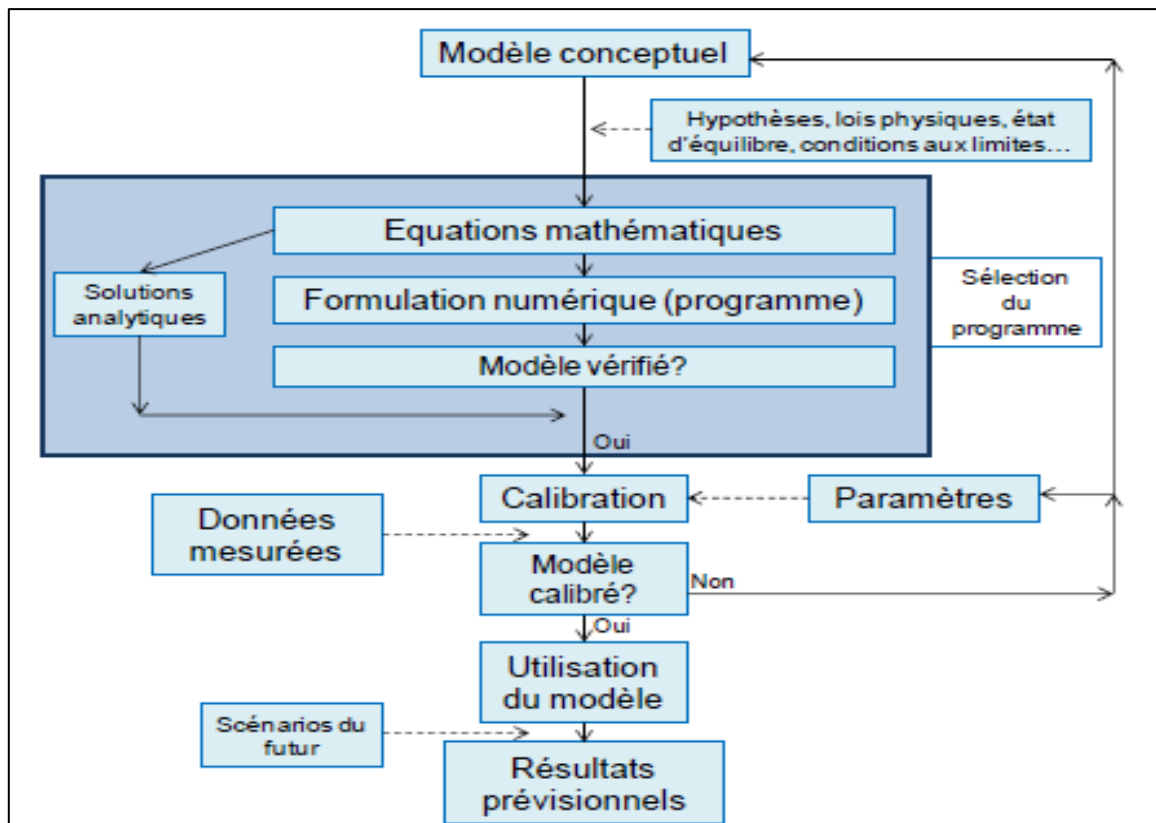 Modèle conceptuel
Hypothèses, lois physiques, état
d'équilibre, conditions aux limites...
Equations mathématiques
Solutions
analytiques
Formulation numérique (programme)
Sélection
du
programme
Modèle vérifié?
Oui
Calibration
Paramètres
Données
mesurées
Modèle
calibré?
Non
Oui
Utilisation
du modèle
Scénarios du
futur
Résultats
prévisionnels